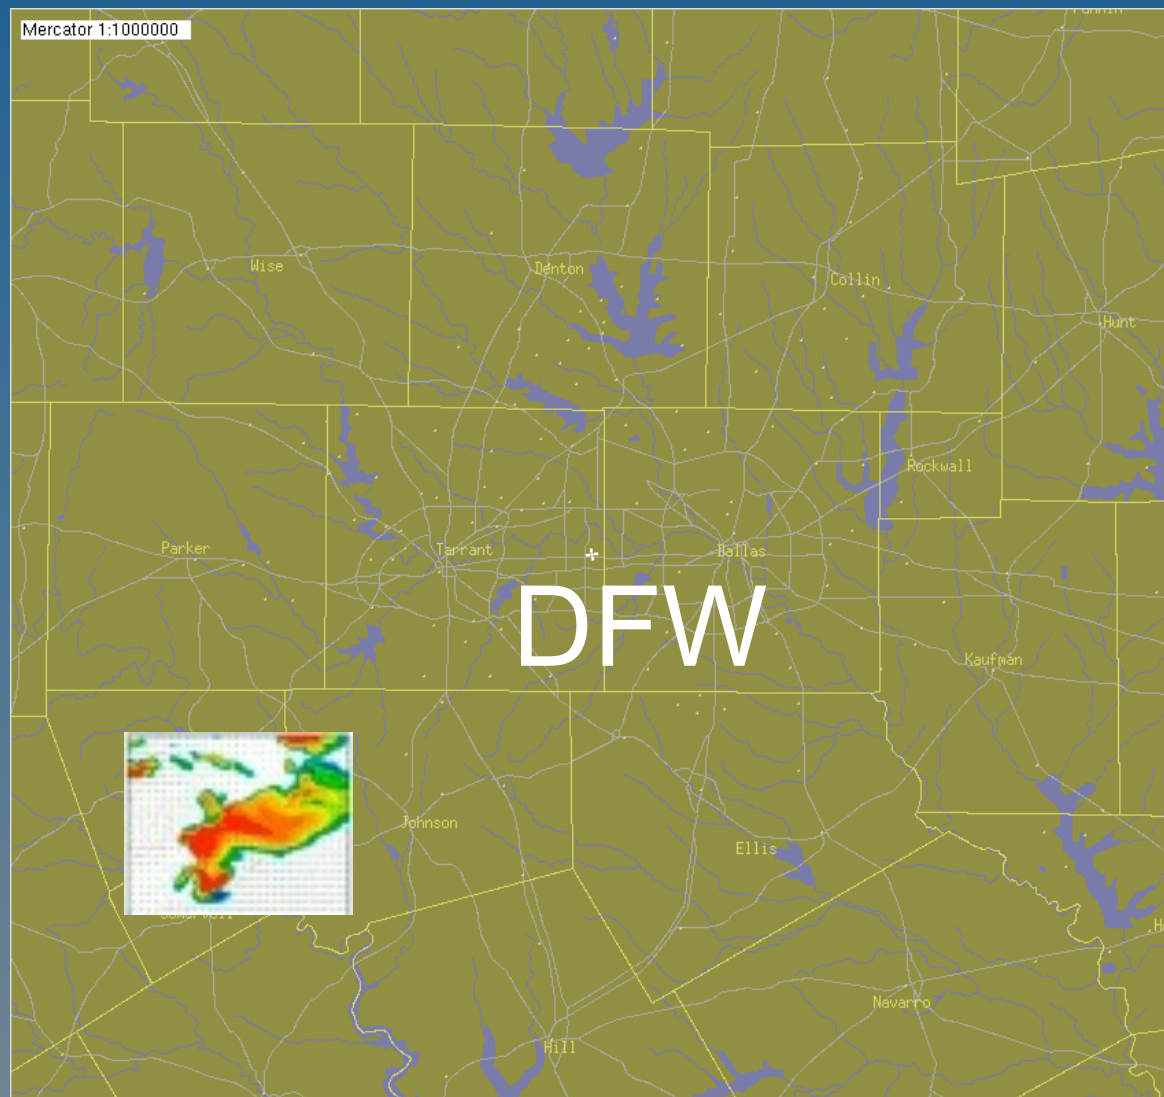 Mercator 1:1000000
Wise
Denton
Collin
Hunt
Rockwall
Parker
Tarrant
Dallas
DFW
Kaufman
Johnson
Ellis
Navarro
Hill